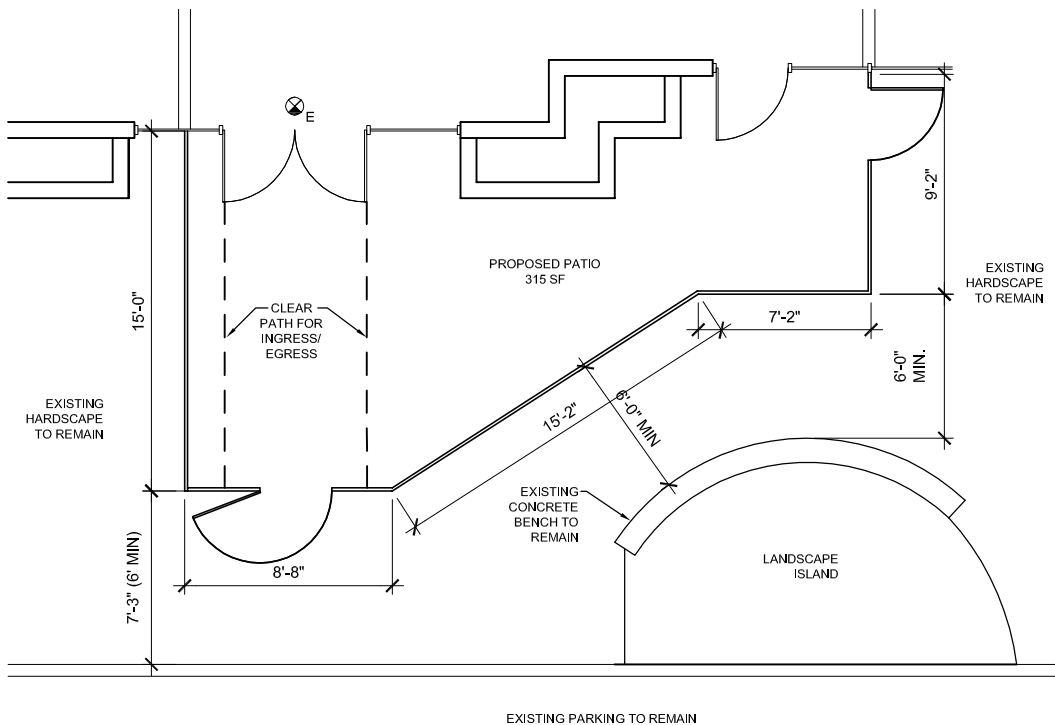 E
9'-2"
PROPOSED PATIO
315 SF
EXISTING
HARDSCAPE
TO REMAIN
15'-0"
CLEAR
PATH FOR
INGRESS/
EGRESS
7'-2"
6'-0"
MIN.
EXISTING
HARDSCAPE
TO REMAIN
15'-2"
6'-0" MIN
EXISTING
CONCRETE
BENCH TO
REMAIN
LANDSCAPE
ISLAND
8'-8"
7'-3" (6' MIN)
EXISTING PARKING TO REMAIN